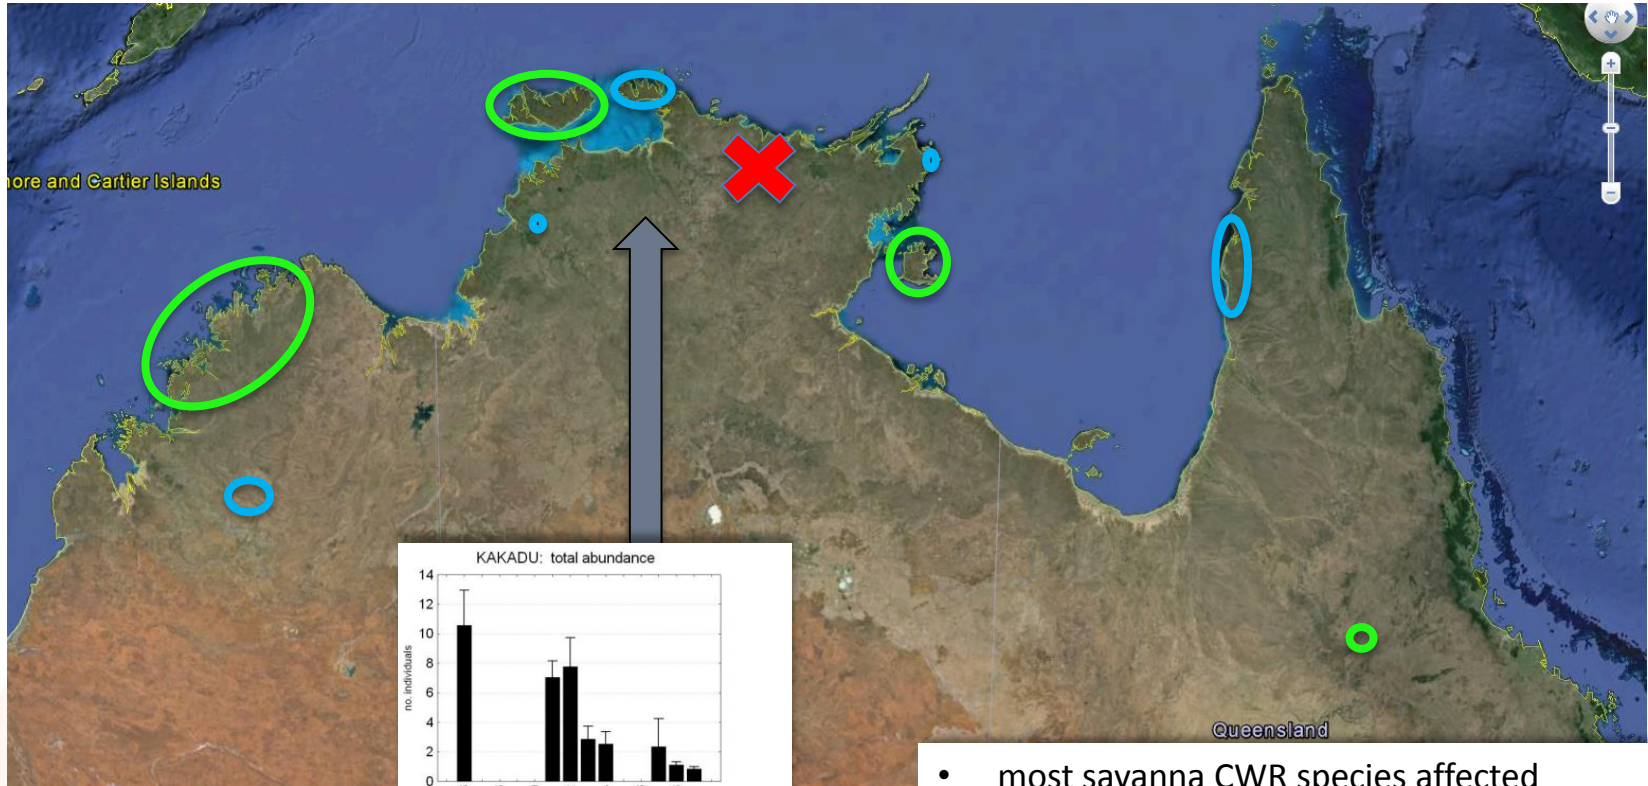 ore and Cartier Islands
KAKADU: total abundance
14
12
10
8
6
4
2
0
no. individuals
Queensland
• most savanna CWR species affected